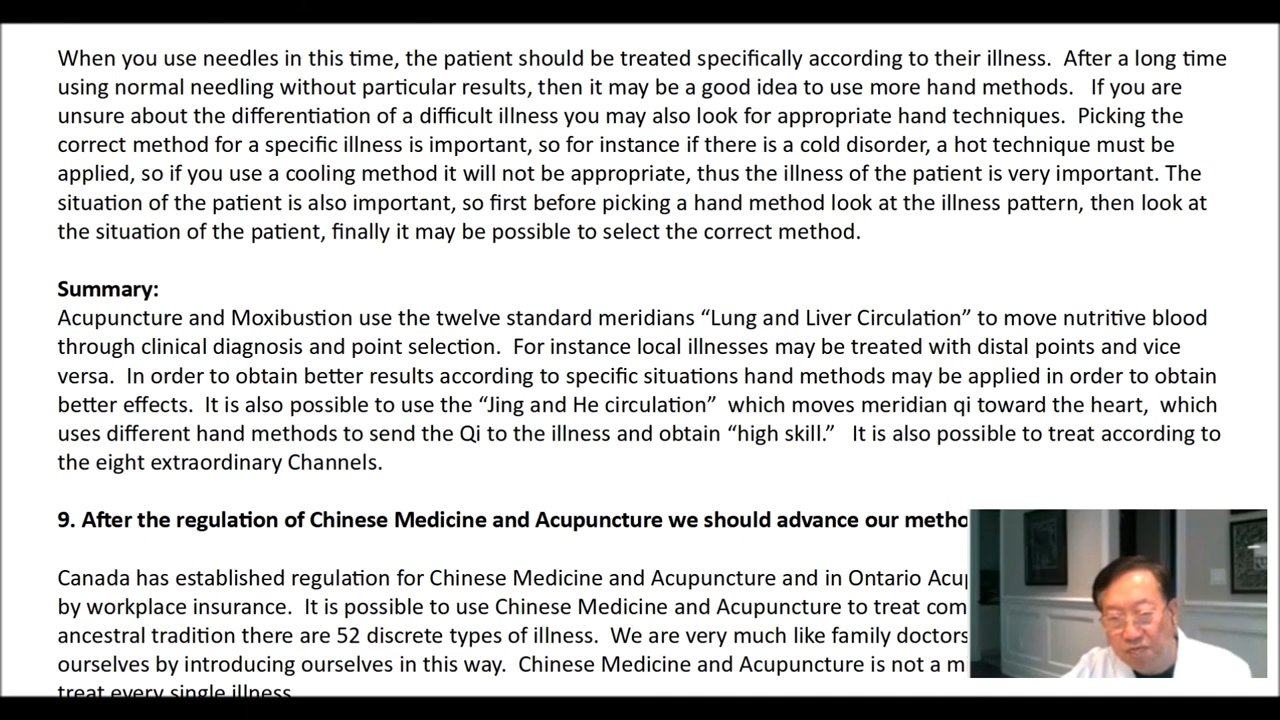 When you use needles in this time, the patient should be treated specifically according to their illness.  After a long time
using normal needling without particular results, then it may be a good idea to use more hand methods.   If you are
unsure about the differentiation of a difficult illness you may also look for appropriate hand techniques.  Picking the
correct method for a specific illness is important, so for instance if there is a cold disorder, a hot technique must be
applied, so if you use a cooling method it will not be appropriate, thus the illness of the patient is very important. The
situation of the patient is also important, so first before picking a hand method look at the illness pattern, then look at
the situation of the patient, finally it may be possible to select the correct method.
Summary:
Acupuncture and Moxibustion use the twelve standard meridians “Lung and Liver Circulation” to move nutritive blood
through clinical diagnosis and point selection.  For instance local illnesses may be treated with distal points and vice
versa.  In order to obtain better results according to specific situations hand methods may be applied in order to obtain
better effects.  It is also possible to use the “Jing and He circulation”  which moves meridian qi toward the heart,  which
uses different hand methods to send the Qi to the illness and obtain “high skill.”   It is also possible to treat according to
the eight extraordinary Channels.
9. After the regulation of Chinese Medicine and Acupuncture we should advance our metho
Canada has established regulation for Chinese Medicine and Acupuncture and in Ontario Acu
by workplace insurance.  It is possible to use Chinese Medicine and Acupuncture to treat com
ancestral tradition there are 52 discrete types of illness.  We are very much like family doctors
ourselves by introducing ourselves in this way.  Chinese Medicine and Acupuncture is not a m
treat every single illness